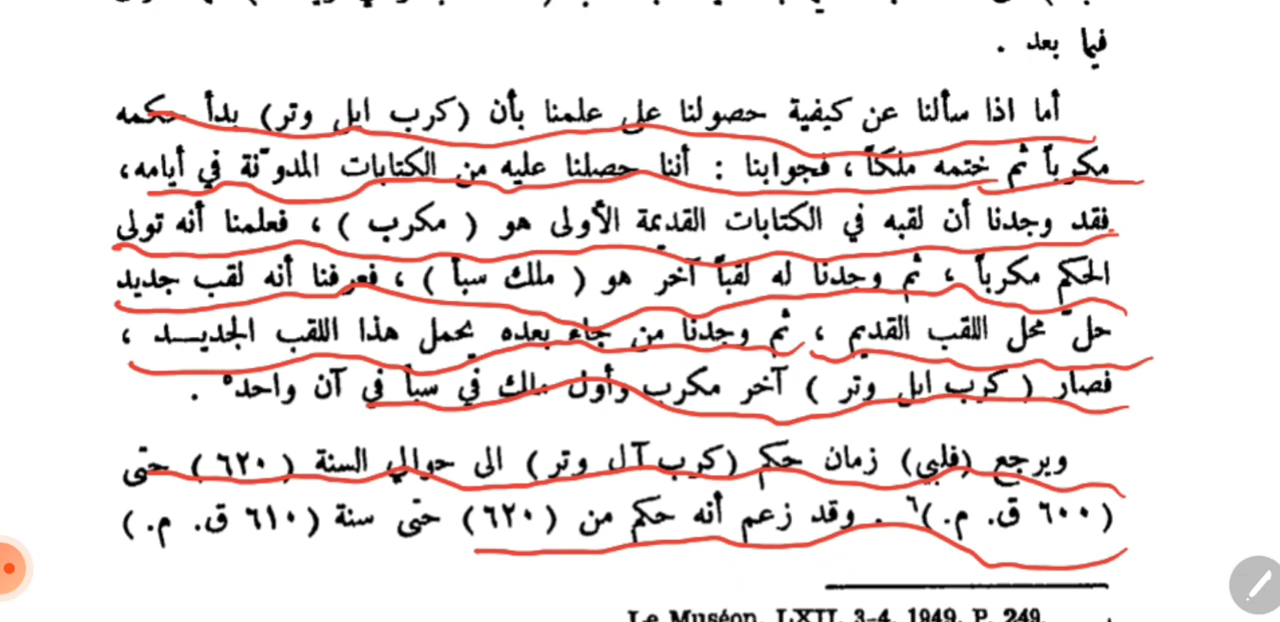 فيما بعد .
أما اذا سألنا عن كيفية حصولنا على علمنا بأن (كرب ايل وتر) بدأ حكمه
مكرباً ثم ختمه ملكاً ، فجوابنا : أننا حصلنا عليه من الكتابات المدوّنة في أيامه ،
فقد وجدنا أن لقبه في الكتابات القديمة الأولى هو ( مكرب ) ، فعلمنا أنه تولى
الحكم مكرباً ، ثم وجدنا له لقباً آخر هو ( ملك سبأ ) ، فعرفنا أنه لقب جديد
حلّ محل اللقب القديم ، ثم وجدنا من جاء بعده يحمل هذا اللقب الجديــد ،
فصار ( كرب ايل وتر ) آخر مكرب وأول ملك في سبأ في آن واحد° .
ويرجع (فلبي) زمان حكم (كرب آل وتر) الى حوالي السنة (٦٢٠) حتى
(٦٠٠ ق. م.)٦ . وقد زعم أنه حكم من (٦٢٠) حتى سنة (٦١٠ ق. م.)
Le Muséon, LXII, 3-4, 1949, P. 249.